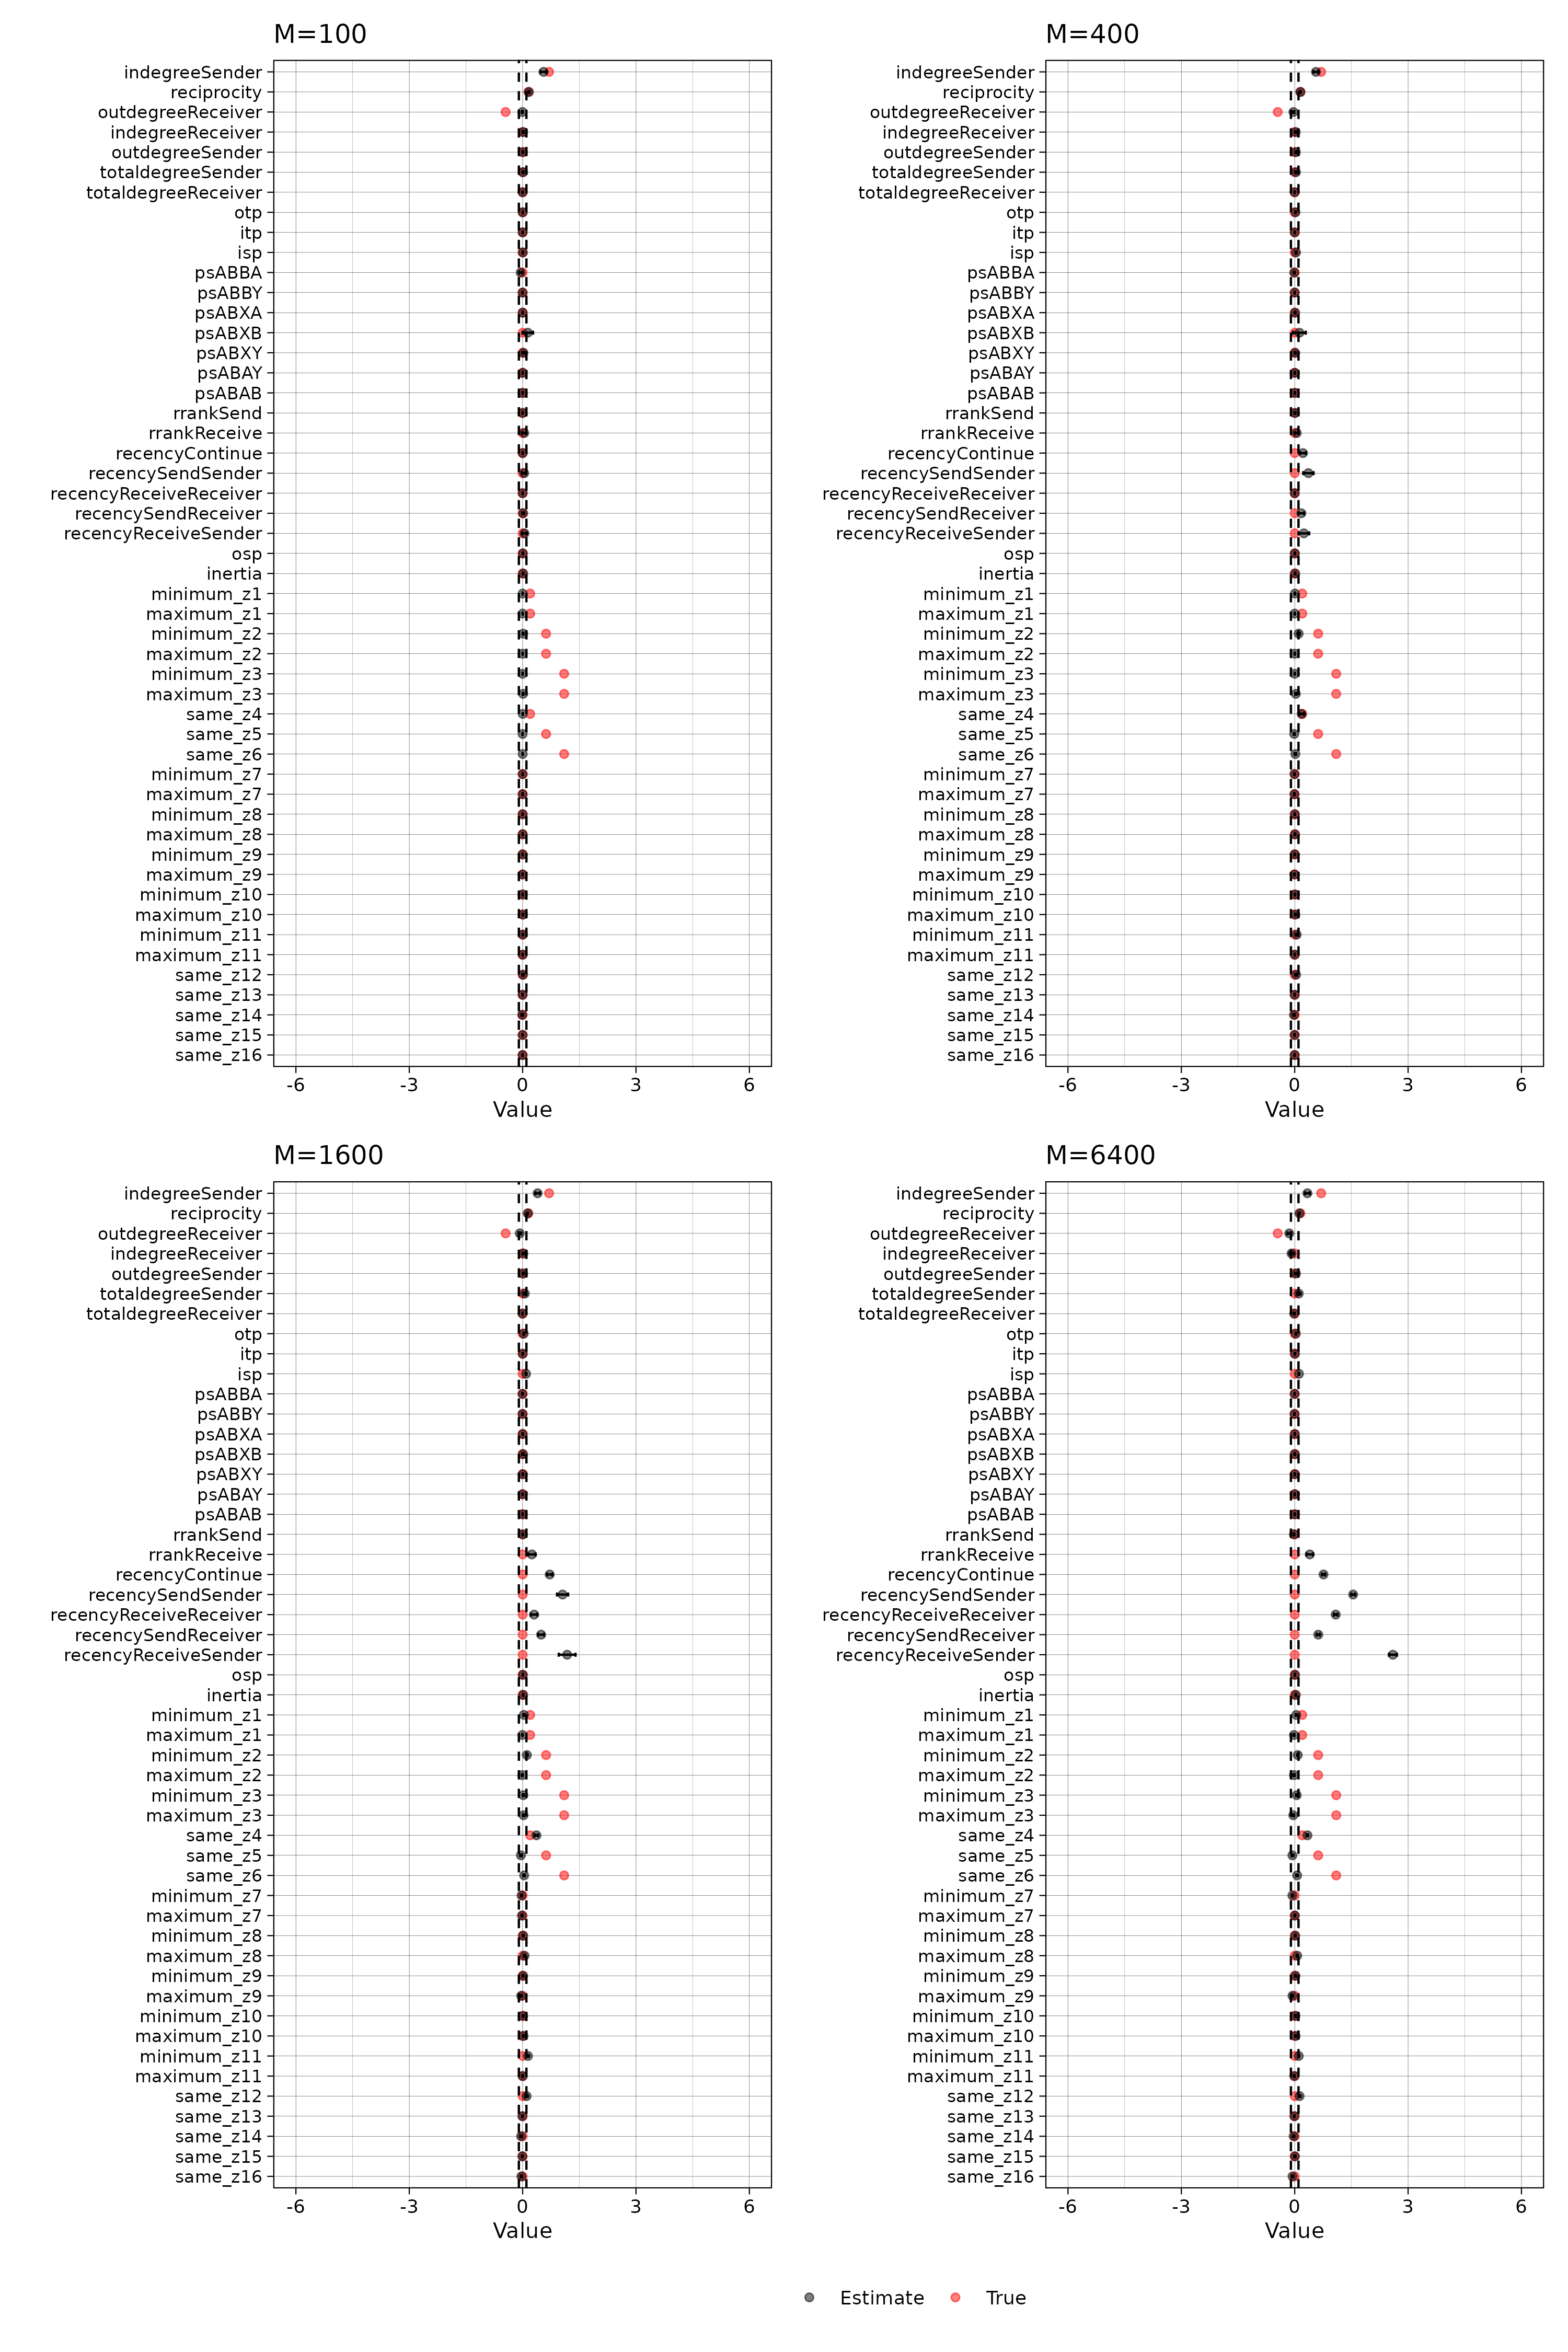 M=100
indegreeSender
reciprocity
outdegreeReceiver
indegreeReceiver
outdegreeSender
totaldegreeSender
totaldegreeReceiver
otp
itp
isp
psABBA
psABBY
psABXA
psABXB
psABXY
psABAY
psABAB
rrankSend
rrankReceive
recencyContinue
recencySendSender
recencyReceiveReceiver
recencySendReceiver
recencyReceiveSender
osp
inertia
minimum_z1
maximum_z1
minimum_z2
maximum_z2
minimum_z3
maximum_z3
same_z4
same_z5
same_z6
minimum_z7
maximum_z7
minimum_z8
maximum_z8
minimum_z9
maximum_z9
minimum_z10
maximum_z10
minimum_z11
maximum_z11
same_z12
same_z13
same_z14
same_z15
same_z16
-6 -3 0 3 6
Value
M=400
indegreeSender
reciprocity
outdegreeReceiver
indegreeReceiver
outdegreeSender
totaldegreeSender
totaldegreeReceiver
otp
itp
isp
psABBA
psABBY
psABXA
psABXB
psABXY
psABAY
psABAB
rrankSend
rrankReceive
recencyContinue
recencySendSender
recencyReceiveReceiver
recencySendReceiver
recencyReceiveSender
osp
inertia
minimum_z1
maximum_z1
minimum_z2
maximum_z2
minimum_z3
maximum_z3
same_z4
same_z5
same_z6
minimum_z7
maximum_z7
minimum_z8
maximum_z8
minimum_z9
maximum_z9
minimum_z10
maximum_z10
minimum_z11
maximum_z11
same_z12
same_z13
same_z14
same_z15
same_z16
-6 -3 0 3 6
Value
M=1600
indegreeSender
reciprocity
outdegreeReceiver
indegreeReceiver
outdegreeSender
totaldegreeSender
totaldegreeReceiver
otp
itp
isp
psABBA
psABBY
psABXA
psABXB
psABXY
psABAY
psABAB
rrankSend
rrankReceive
recencyContinue
recencySendSender
recencyReceiveReceiver
recencySendReceiver
recencyReceiveSender
osp
inertia
minimum_z1
maximum_z1
minimum_z2
maximum_z2
minimum_z3
maximum_z3
same_z4
same_z5
same_z6
minimum_z7
maximum_z7
minimum_z8
maximum_z8
minimum_z9
maximum_z9
minimum_z10
maximum_z10
minimum_z11
maximum_z11
same_z12
same_z13
same_z14
same_z15
same_z16
-6 -3 0 3 6
Value
M=6400
indegreeSender
reciprocity
outdegreeReceiver
indegreeReceiver
outdegreeSender
totaldegreeSender
totaldegreeReceiver
otp
itp
isp
psABBA
psABBY
psABXA
psABXB
psABXY
psABAY
psABAB
rrankSend
rrankReceive
recencyContinue
recencySendSender
recencyReceiveReceiver
recencySendReceiver
recencyReceiveSender
osp
inertia
minimum_z1
maximum_z1
minimum_z2
maximum_z2
minimum_z3
maximum_z3
same_z4
same_z5
same_z6
minimum_z7
maximum_z7
minimum_z8
maximum_z8
minimum_z9
maximum_z9
minimum_z10
maximum_z10
minimum_z11
maximum_z11
same_z12
same_z13
same_z14
same_z15
same_z16
-6 -3 0 3 6
Value
Estimate True